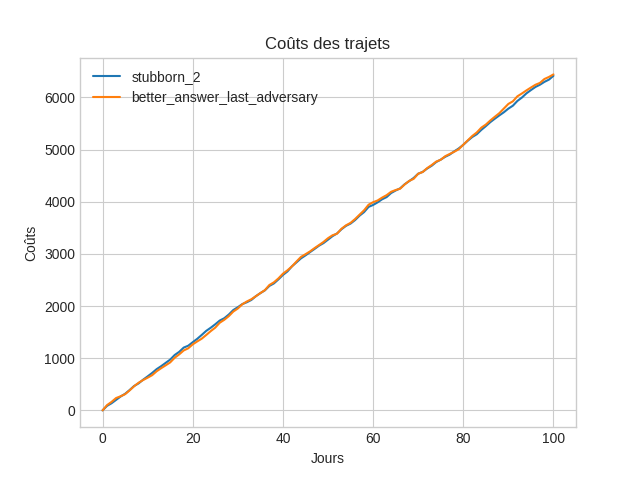 Coûts des trajets
stubborn_2
better_answer_last_adversary
6000
5000
4000
3000
2000
1000
0
Coûts
0 20 40 60 80 100
Jours